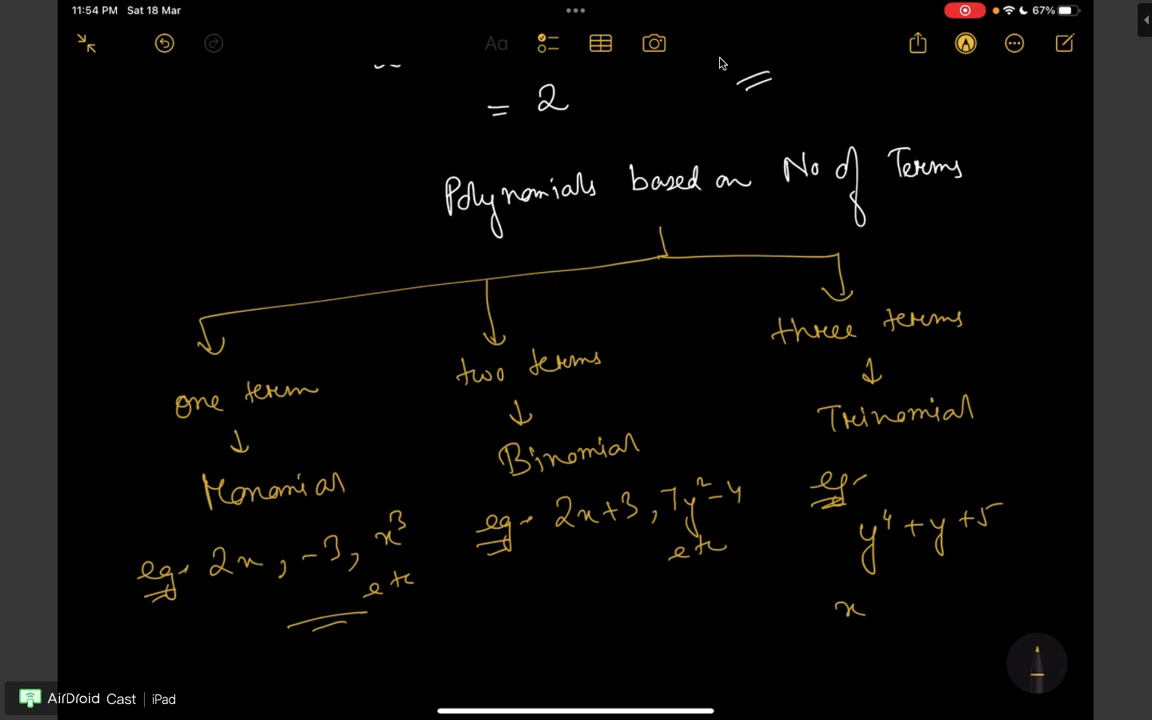 11:54 PM Sat 18 Mar
67%
Aa
= 2
Polynomials based on No of Terms
one term
two terms
three terms
Monomial
Binomial
Trinomial
eg. 2x, -3, x³
etc
eg. 2x+3, 7y²-4
etc
eg.
y⁴+y+5
x
AirDroid Cast | iPad